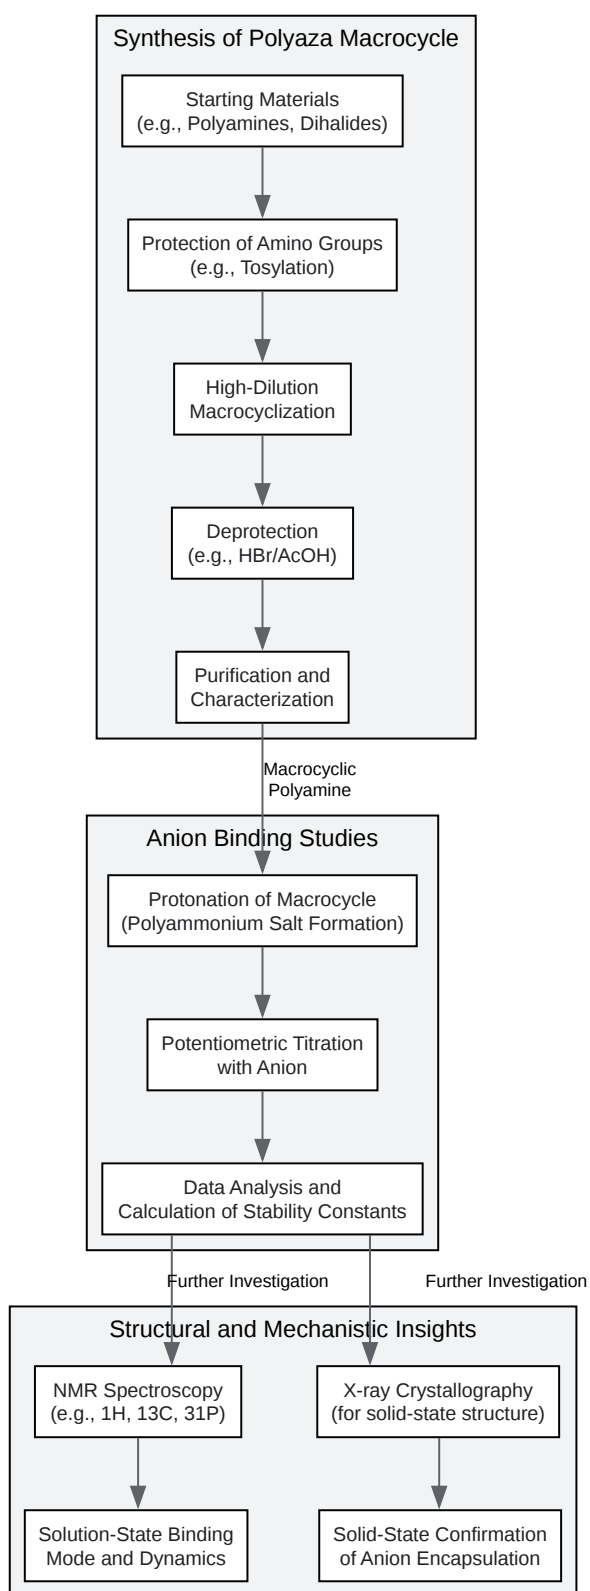 Synthesis of Polyaza Macrocycle
Starting Materials
(e.g., Polyamines, Dihalides)
Protection of Amino Groups
(e.g., Tosylation)
High-Dilution
Macrocyclization
Deprotection
(e.g., HBr/AcOH)
Purification and
Characterization
Macrocyclic
Polyamine
Anion Binding Studies
Protonation of Macrocycle
(Polyammonium Salt Formation)
Potentiometric Titration
with Anion
Data Analysis and
Calculation of Stability Constants
Further Investigation
Further Investigation
Structural and Mechanistic Insights
NMR Spectroscopy
(e.g., 1H, 13C, 31P)
X-ray Crystallography
(for solid-state structure)
Solution-State Binding
Mode and Dynamics
Solid-State Confirmation
of Anion Encapsulation